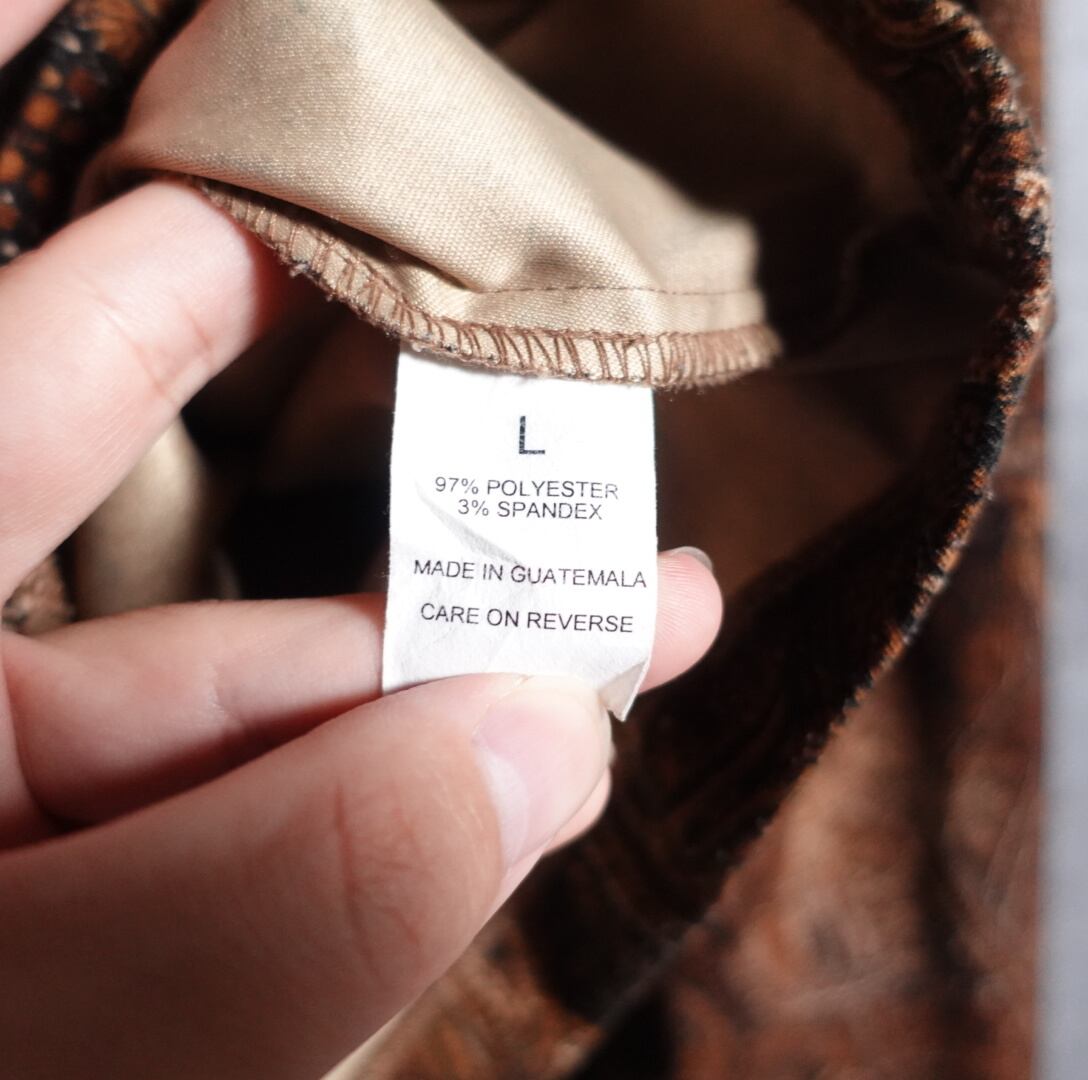 L
97% POLYESTER
3% SPANDEX
MADE IN GUATEMALA
CARE ON REVERSE